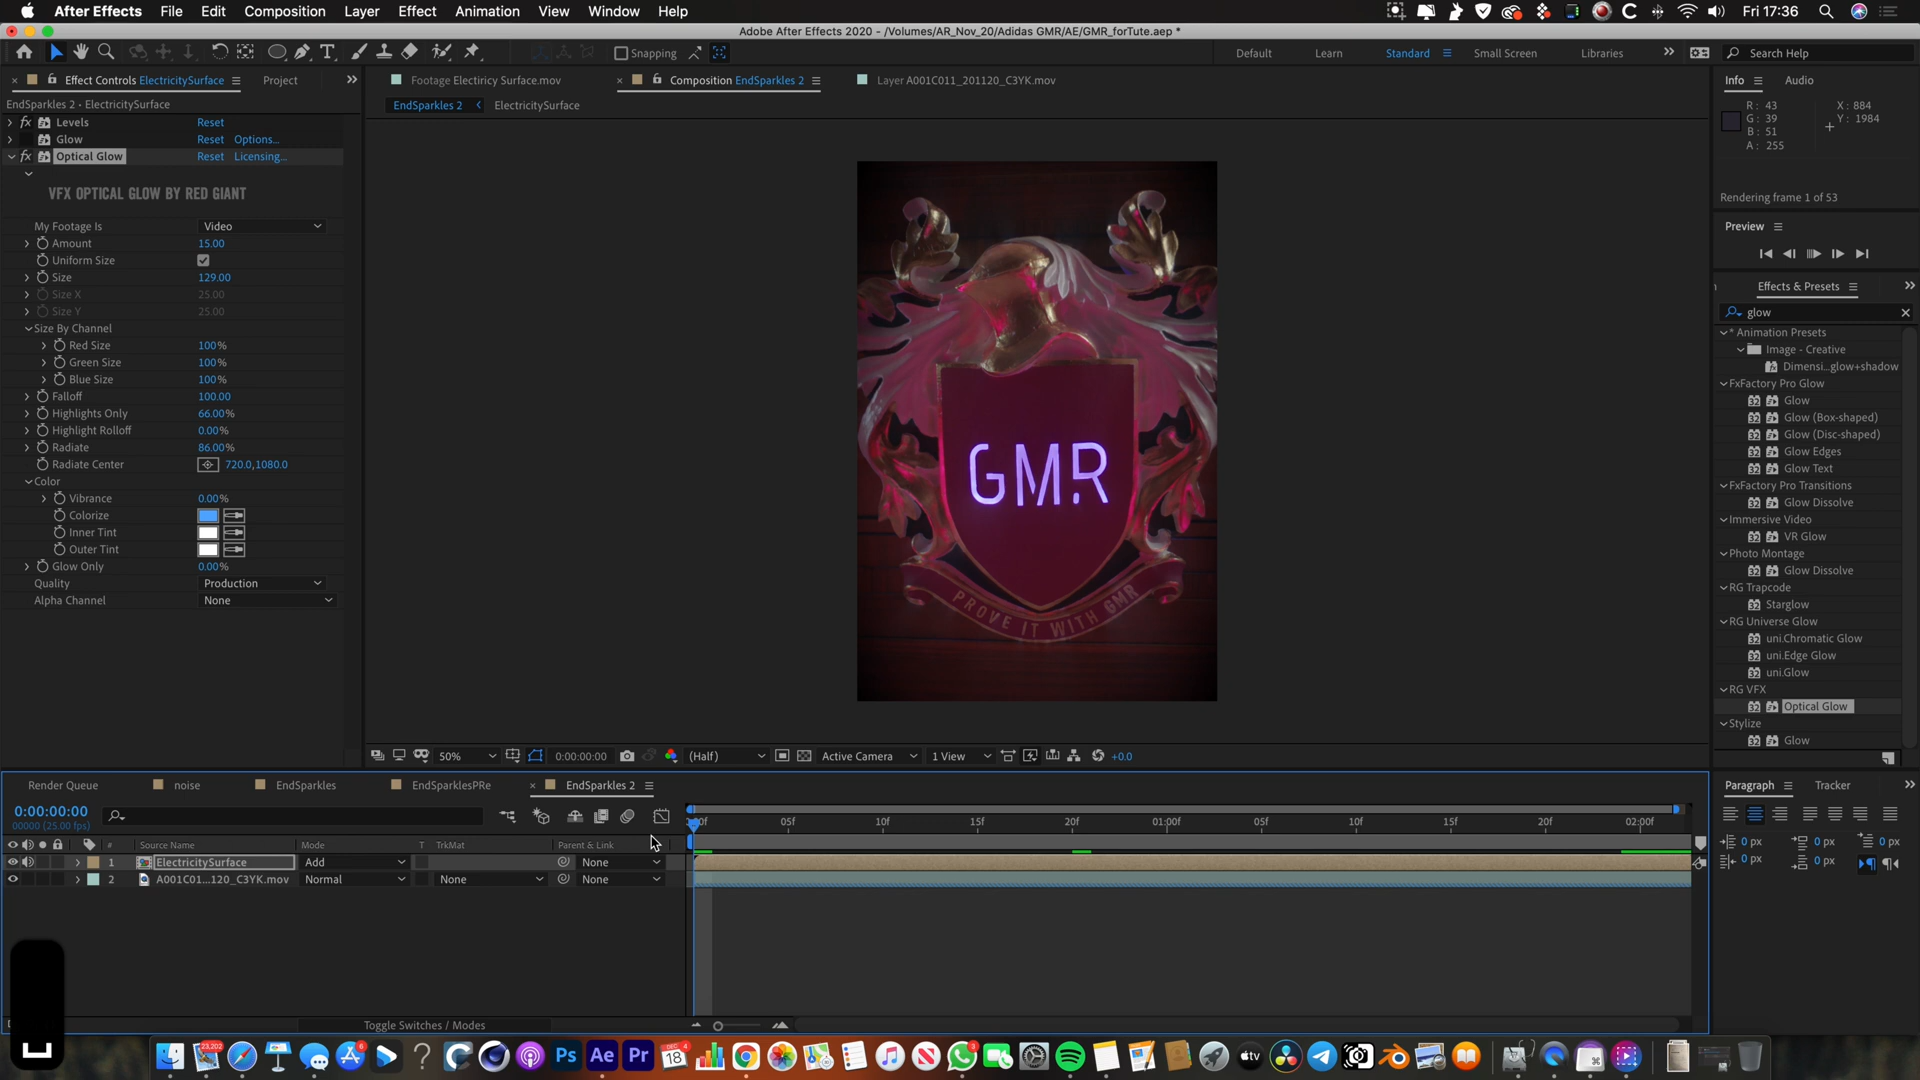 After Effects File Edit Composition Layer Effect Animation View Window Help Fri 17:36
Adobe After Effects 2020 - /Volumes/AR_Nov_20/Adidas GMR/AE/GMR_forTute.aep *
Snapping Default Learn Standard Small Screen Libraries Search Help
Effect Controls ElectricitySurface Project
Footage Electiricy Surface.mov Composition EndSparkles 2 Layer A001C011_201120_C3YK.mov
Info Audio
EndSparkles 2 • ElectricitySurface
EndSparkles 2 ElectricitySurface
R: 43 X: 884
G: 39 Y: 1984
B: 51
A: 255
Rendering frame 1 of 53
Preview
Levels Reset
Glow Reset Options...
Optical Glow Reset Licensing...
VFX OPTICAL GLOW BY RED GIANT
My Footage Is Video
Amount 15.00
Uniform Size
Size 129.00
Size X 25.00
Size Y 25.00
Size By Channel
Red Size 100%
Green Size 100%
Blue Size 100%
Falloff 100.00
Highlights Only 66.00%
Highlight Rolloff 0.00%
Radiate 86.00%
Radiate Center 720.0,1080.0
Color
Vibrance 0.00%
Colorize
Inner Tint
Outer Tint
Glow Only 0.00%
Quality Production
Alpha Channel None
GMR
PROVE IT WITH GMR
Effects & Presets
glow
* Animation Presets
Image - Creative
Dimensi...glow+shadow
FxFactory Pro Glow
Glow
Glow (Box-shaped)
Glow (Disc-shaped)
Glow Edges
Glow Text
FxFactory Pro Transitions
Glow Dissolve
Immersive Video
VR Glow
Photo Montage
Glow Dissolve
RG Trapcode
Starglow
RG Universe Glow
uni.Chromatic Glow
uni.Edge Glow
uni.Glow
RG VFX
Optical Glow
Stylize
Glow
50% 0:00:00:00 (Half) Active Camera 1 View +0.0
Render Queue noise EndSparkles EndSparklesPRe EndSparkles 2
Paragraph Tracker
0:00:00:00
00000 (25.00 fps)
05f 10f 15f 20f 01:00f 05f 10f 15f 20f 02:00f
# Source Name Mode T TrkMat Parent & Link
1 ElectricitySurface Add None
2 A001C01...120_C3YK.mov Normal None None
0 px 0 px 0 px
0 px 0 px
Toggle Switches / Modes